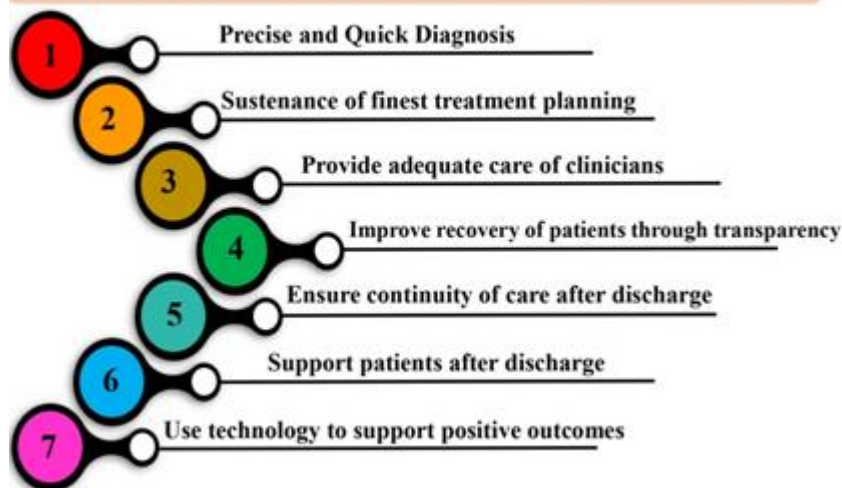 1 Precise and Quick Diagnosis
2 Sustenance of finest treatment planning
3 Provide adequate care of clinicians
4 Improve recovery of patients through transparency
5 Ensure continuity of care after discharge
6 Support patients after discharge
7 Use technology to support positive outcomes